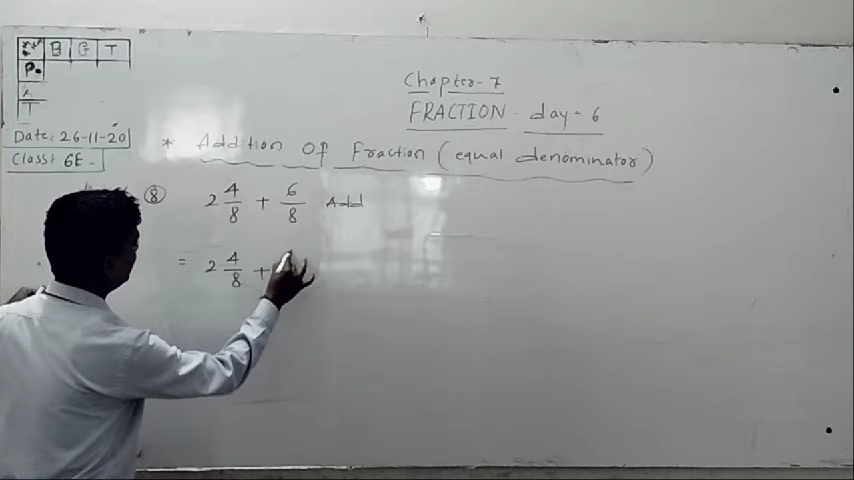 B G T
P.
A
T
Chapter-7
FRACTION - day-6
Date: 26-11-20
Class: 6E -
* Addition Of Fraction (equal denominator)
⑧ 2 4/8 + 6/8 Add
= 2 4/8 +